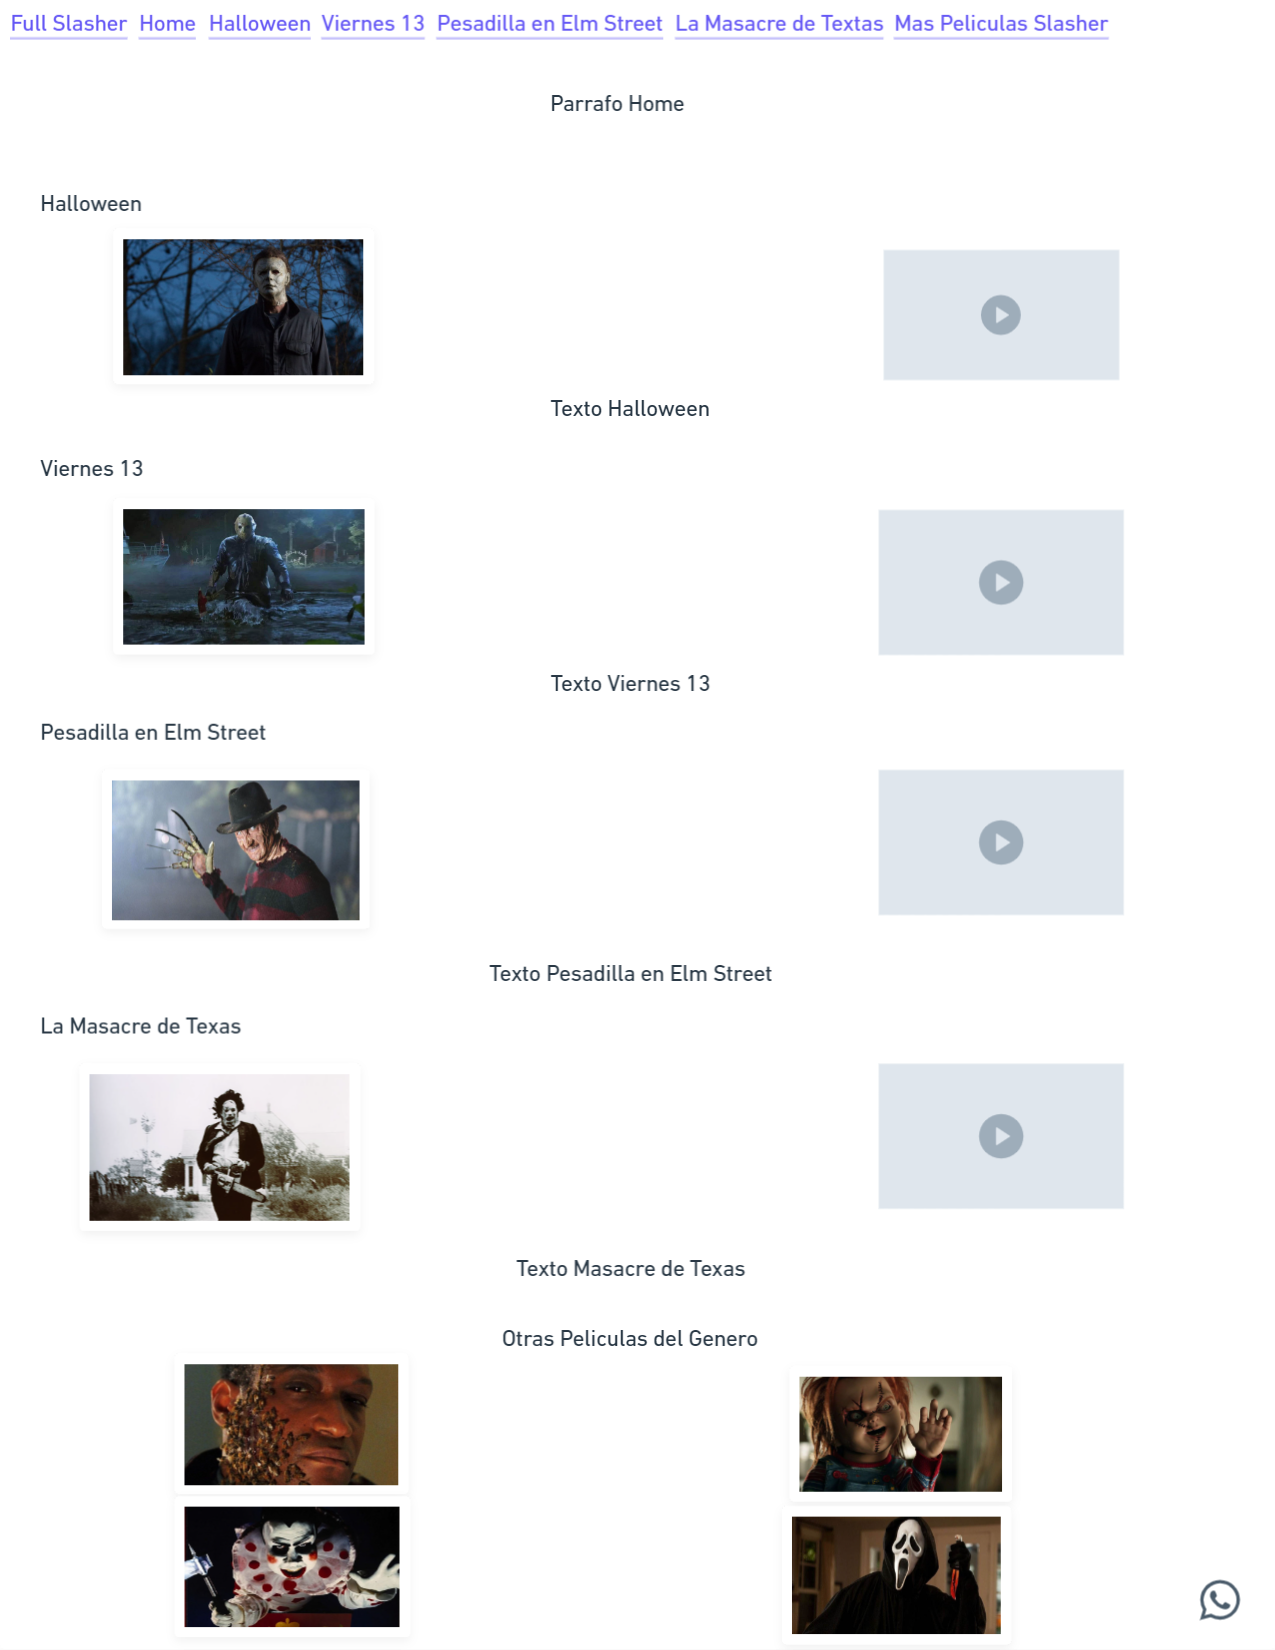 Full Slasher Home Halloween Viernes 13 Pesadilla en Elm Street La Masacre de Textas Mas Peliculas Slasher
Parrafo Home
Halloween
Texto Halloween
Viernes 13
Texto Viernes 13
Pesadilla en Elm Street
Texto Pesadilla en Elm Street
La Masacre de Texas
Texto Masacre de Texas
Otras Peliculas del Genero